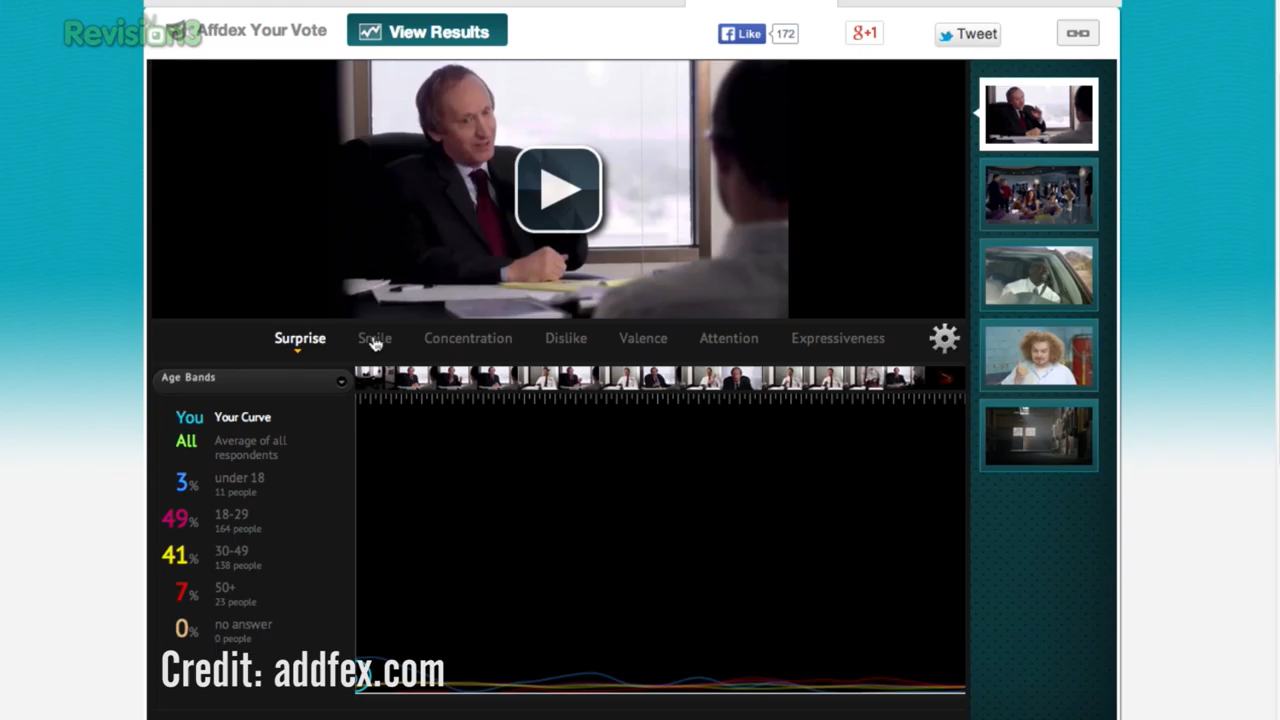 Revision3
Affdex Your Vote
View Results
Like
172
g+1
Tweet
Surprise
Smile
Concentration
Dislike
Valence
Attention
Expressiveness
Age Bands
You
Your Curve
All
Average of all
respondents
3%
under 18
11 people
49%
18-29
164 people
41%
30-49
138 people
7%
50+
23 people
0%
no answer
0 people
Credit: addfex.com